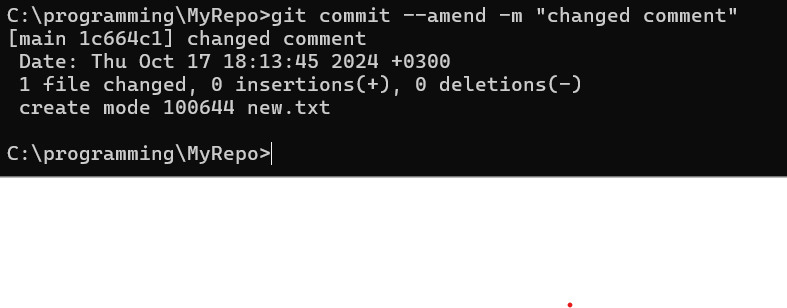 C:\programming\MyRepo>git commit --amend -m "changed comment"
[main 1c664c1] changed comment
 Date: Thu Oct 17 18:13:45 2024 +0300
 1 file changed, 0 insertions(+), 0 deletions(-)
 create mode 100644 new.txt

C:\programming\MyRepo>